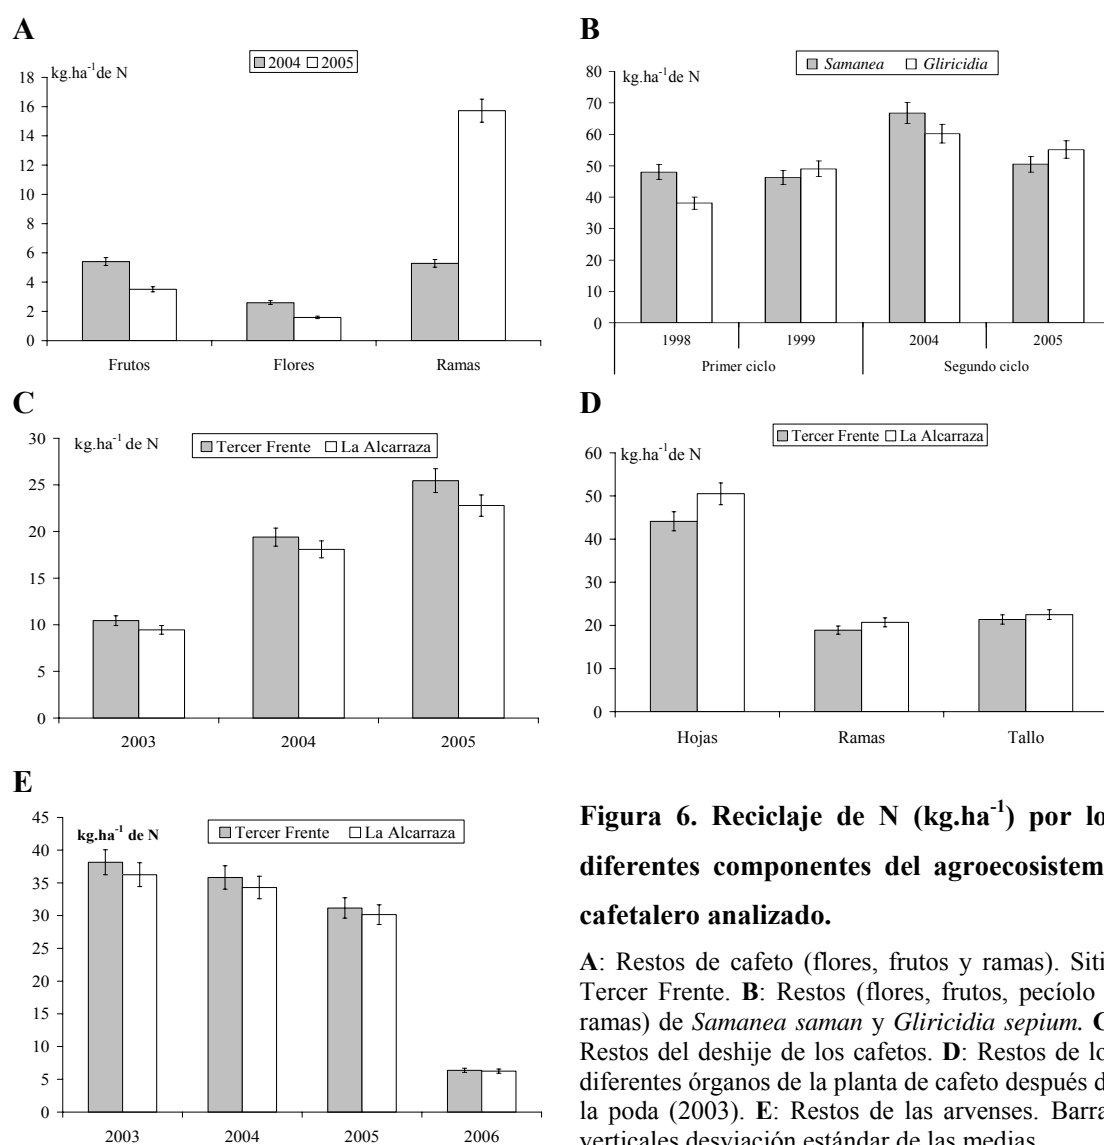 A
2004 2005
kg.ha-1 de N
18
16
14
12
10
8
6
4
2
0
Frutos Flores Ramas
B
Samanea Gliricidia
kg.ha-1 de N
80
70
60
50
40
30
20
10
0
1998 1999 2004 2005
Primer ciclo Segundo ciclo
C
Tercer Frente La Alcarraza
kg.ha-1 de N
30
25
20
15
10
5
0
2003 2004 2005
D
Tercer Frente La Alcarraza
kg.ha-1 de N
60
50
40
30
20
10
0
Hojas Ramas Tallo
E
Tercer Frente La Alcarraza
kg.ha-1 de N
45
40
35
30
25
20
15
10
5
0
2003 2004 2005 2006
Figura 6. Reciclaje de N (kg.ha-1) por lo
diferentes componentes del agroecosistem
cafetalero analizado.
A: Restos de cafeto (flores, frutos y ramas). Siti
Tercer Frente. B: Restos (flores, frutos, pecíolo
ramas) de Samanea saman y Gliricidia sepium. C
Restos del deshije de los cafetos. D: Restos de lo
diferentes órganos de la planta de cafeto después d
la poda (2003). E: Restos de las arvenses. Barra
verticales desviación estándar de las medias